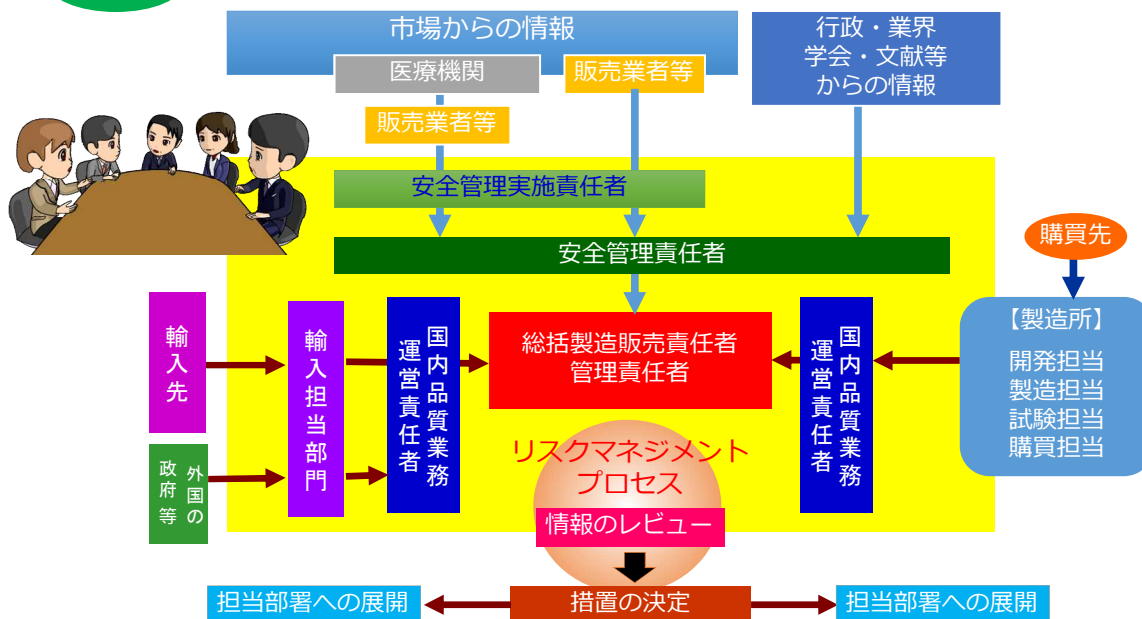 市場からの情報
医療機関
販売業者等
販売業者等
行政・業界
学会・文献等
からの情報
安全管理実施責任者
安全管理責任者
購買先
輸入先
外国の
政府等
輸入担当部門
国内品質業務
運営責任者
総括製造販売責任者
管理責任者
国内品質業務
運営責任者
【製造所】
開発担当
製造担当
試験担当
購買担当
リスクマネジメント
プロセス
情報のレビュー
担当部署への展開
措置の決定
担当部署への展開